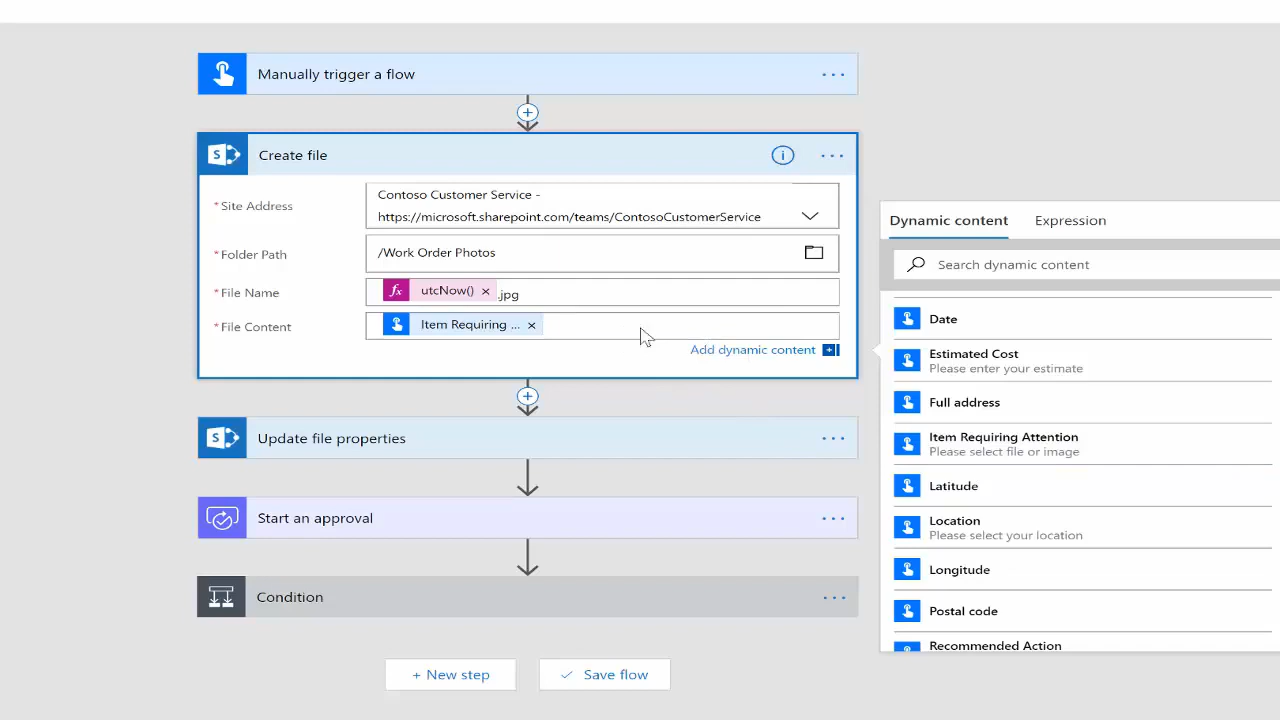 Manually trigger a flow
Create file
* Site Address
Contoso Customer Service -
https://microsoft.sharepoint.com/teams/ContosoCustomerService
* Folder Path
/Work Order Photos
* File Name
fx utcNow() × .jpg
* File Content
Item Requiring ... ×
Add dynamic content
Update file properties
Start an approval
Condition
+ New step
Save flow
Dynamic content
Expression
Search dynamic content
Date
Estimated Cost
Please enter your estimate
Full address
Item Requiring Attention
Please select file or image
Latitude
Location
Please select your location
Longitude
Postal code
Recommended Action